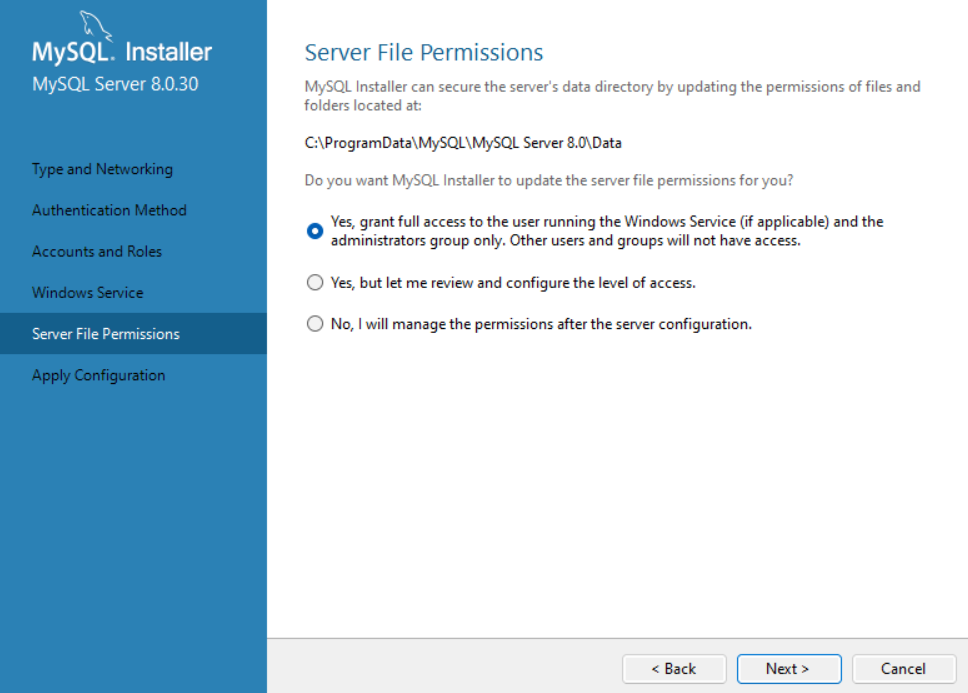 MySQL. Installer
MySQL Server 8.0.30
Type and Networking
Authentication Method
Accounts and Roles
Windows Service
Server File Permissions
Apply Configuration
Server File Permissions
MySQL Installer can secure the server's data directory by updating the permissions of files and
folders located at:
C:\ProgramData\MySQL\MySQL Server 8.0\Data
Do you want MySQL Installer to update the server file permissions for you?
Yes, grant full access to the user running the Windows Service (if applicable) and the
administrators group only. Other users and groups will not have access.
Yes, but let me review and configure the level of access.
No, I will manage the permissions after the server configuration.
< Back
Next >
Cancel